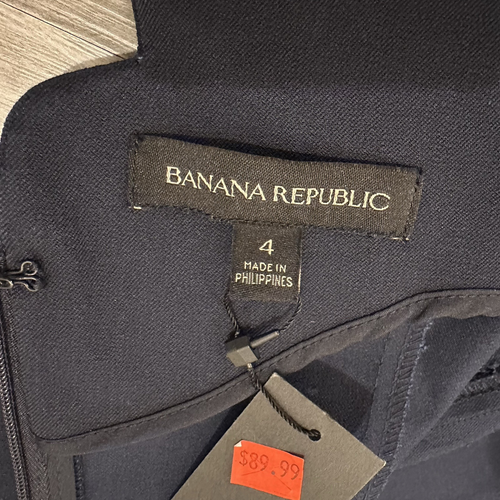 BANANA REPUBLIC
4
MADE IN
PHILIPPINES
$89.99